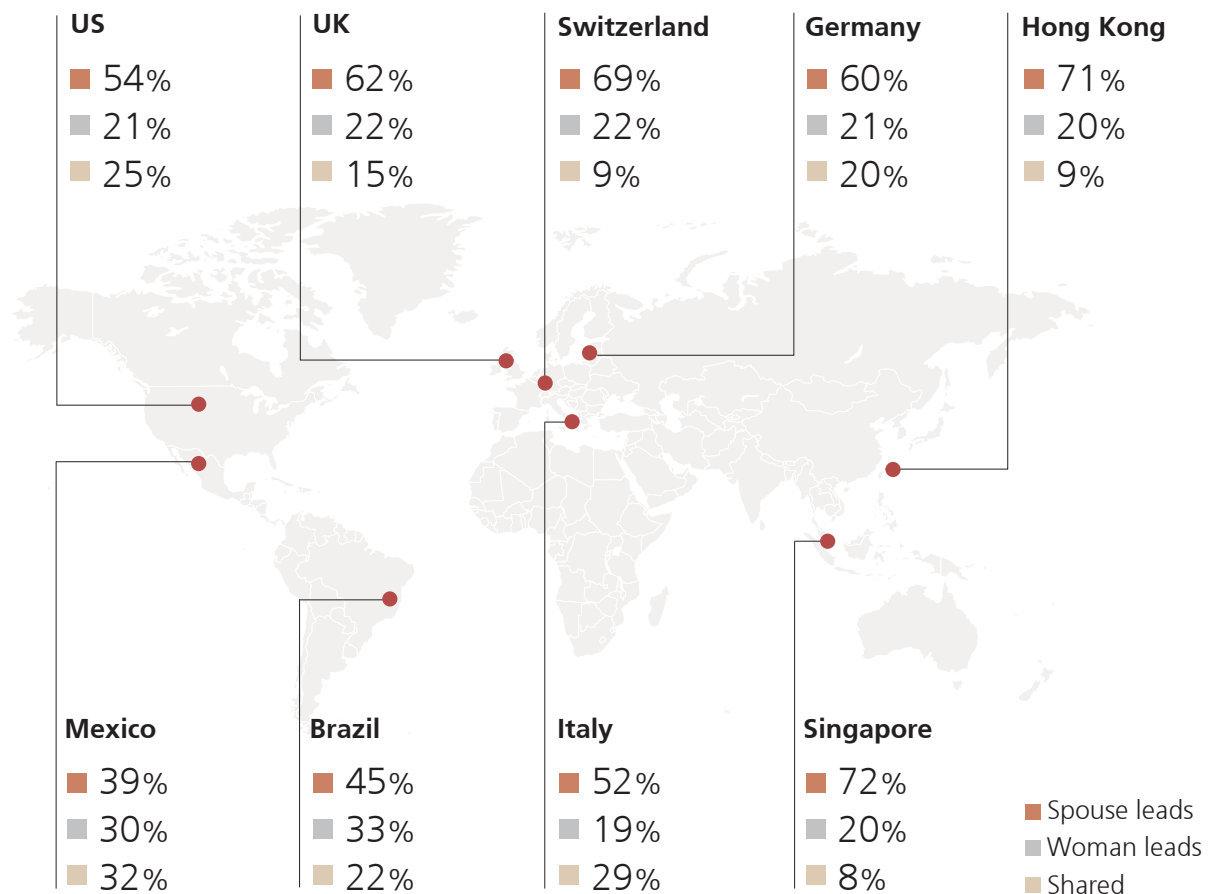 US
54%
21%
25%
UK
62%
22%
15%
Switzerland
69%
22%
9%
Germany
60%
21%
20%
Hong Kong
71%
20%
9%
Mexico
39%
30%
32%
Brazil
45%
33%
22%
Italy
52%
19%
29%
Singapore
72%
20%
8%
Spouse leads
Woman leads
Shared